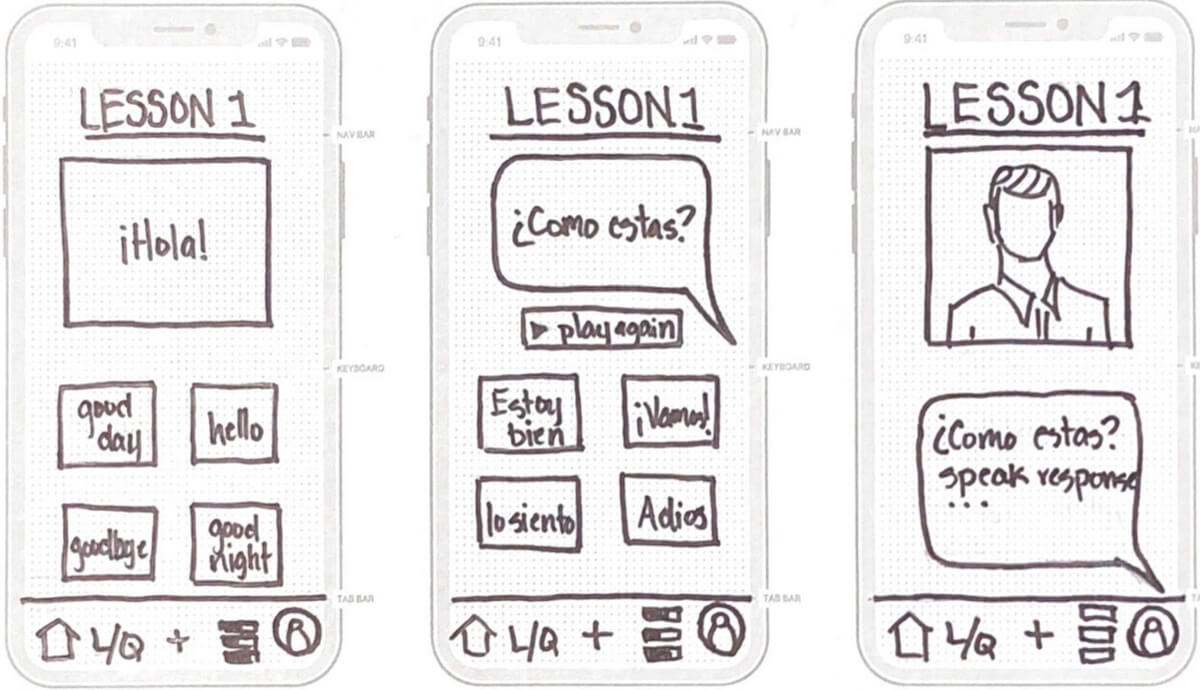 9:41
LESSON 1
NAV BAR
¡Hola!
KEYBOARD
good
day
hello
goodbye
good
night
TAB BAR
L/Q +
9:41
LESSON 1
NAV BAR
¿Como estas?
play again
KEYBOARD
Estoy
bien
¡Vamos!
lo siento
Adios
TAB BAR
L/Q +
9:41
LESSON 1
¿Como estas?
speak response
...
L/Q +